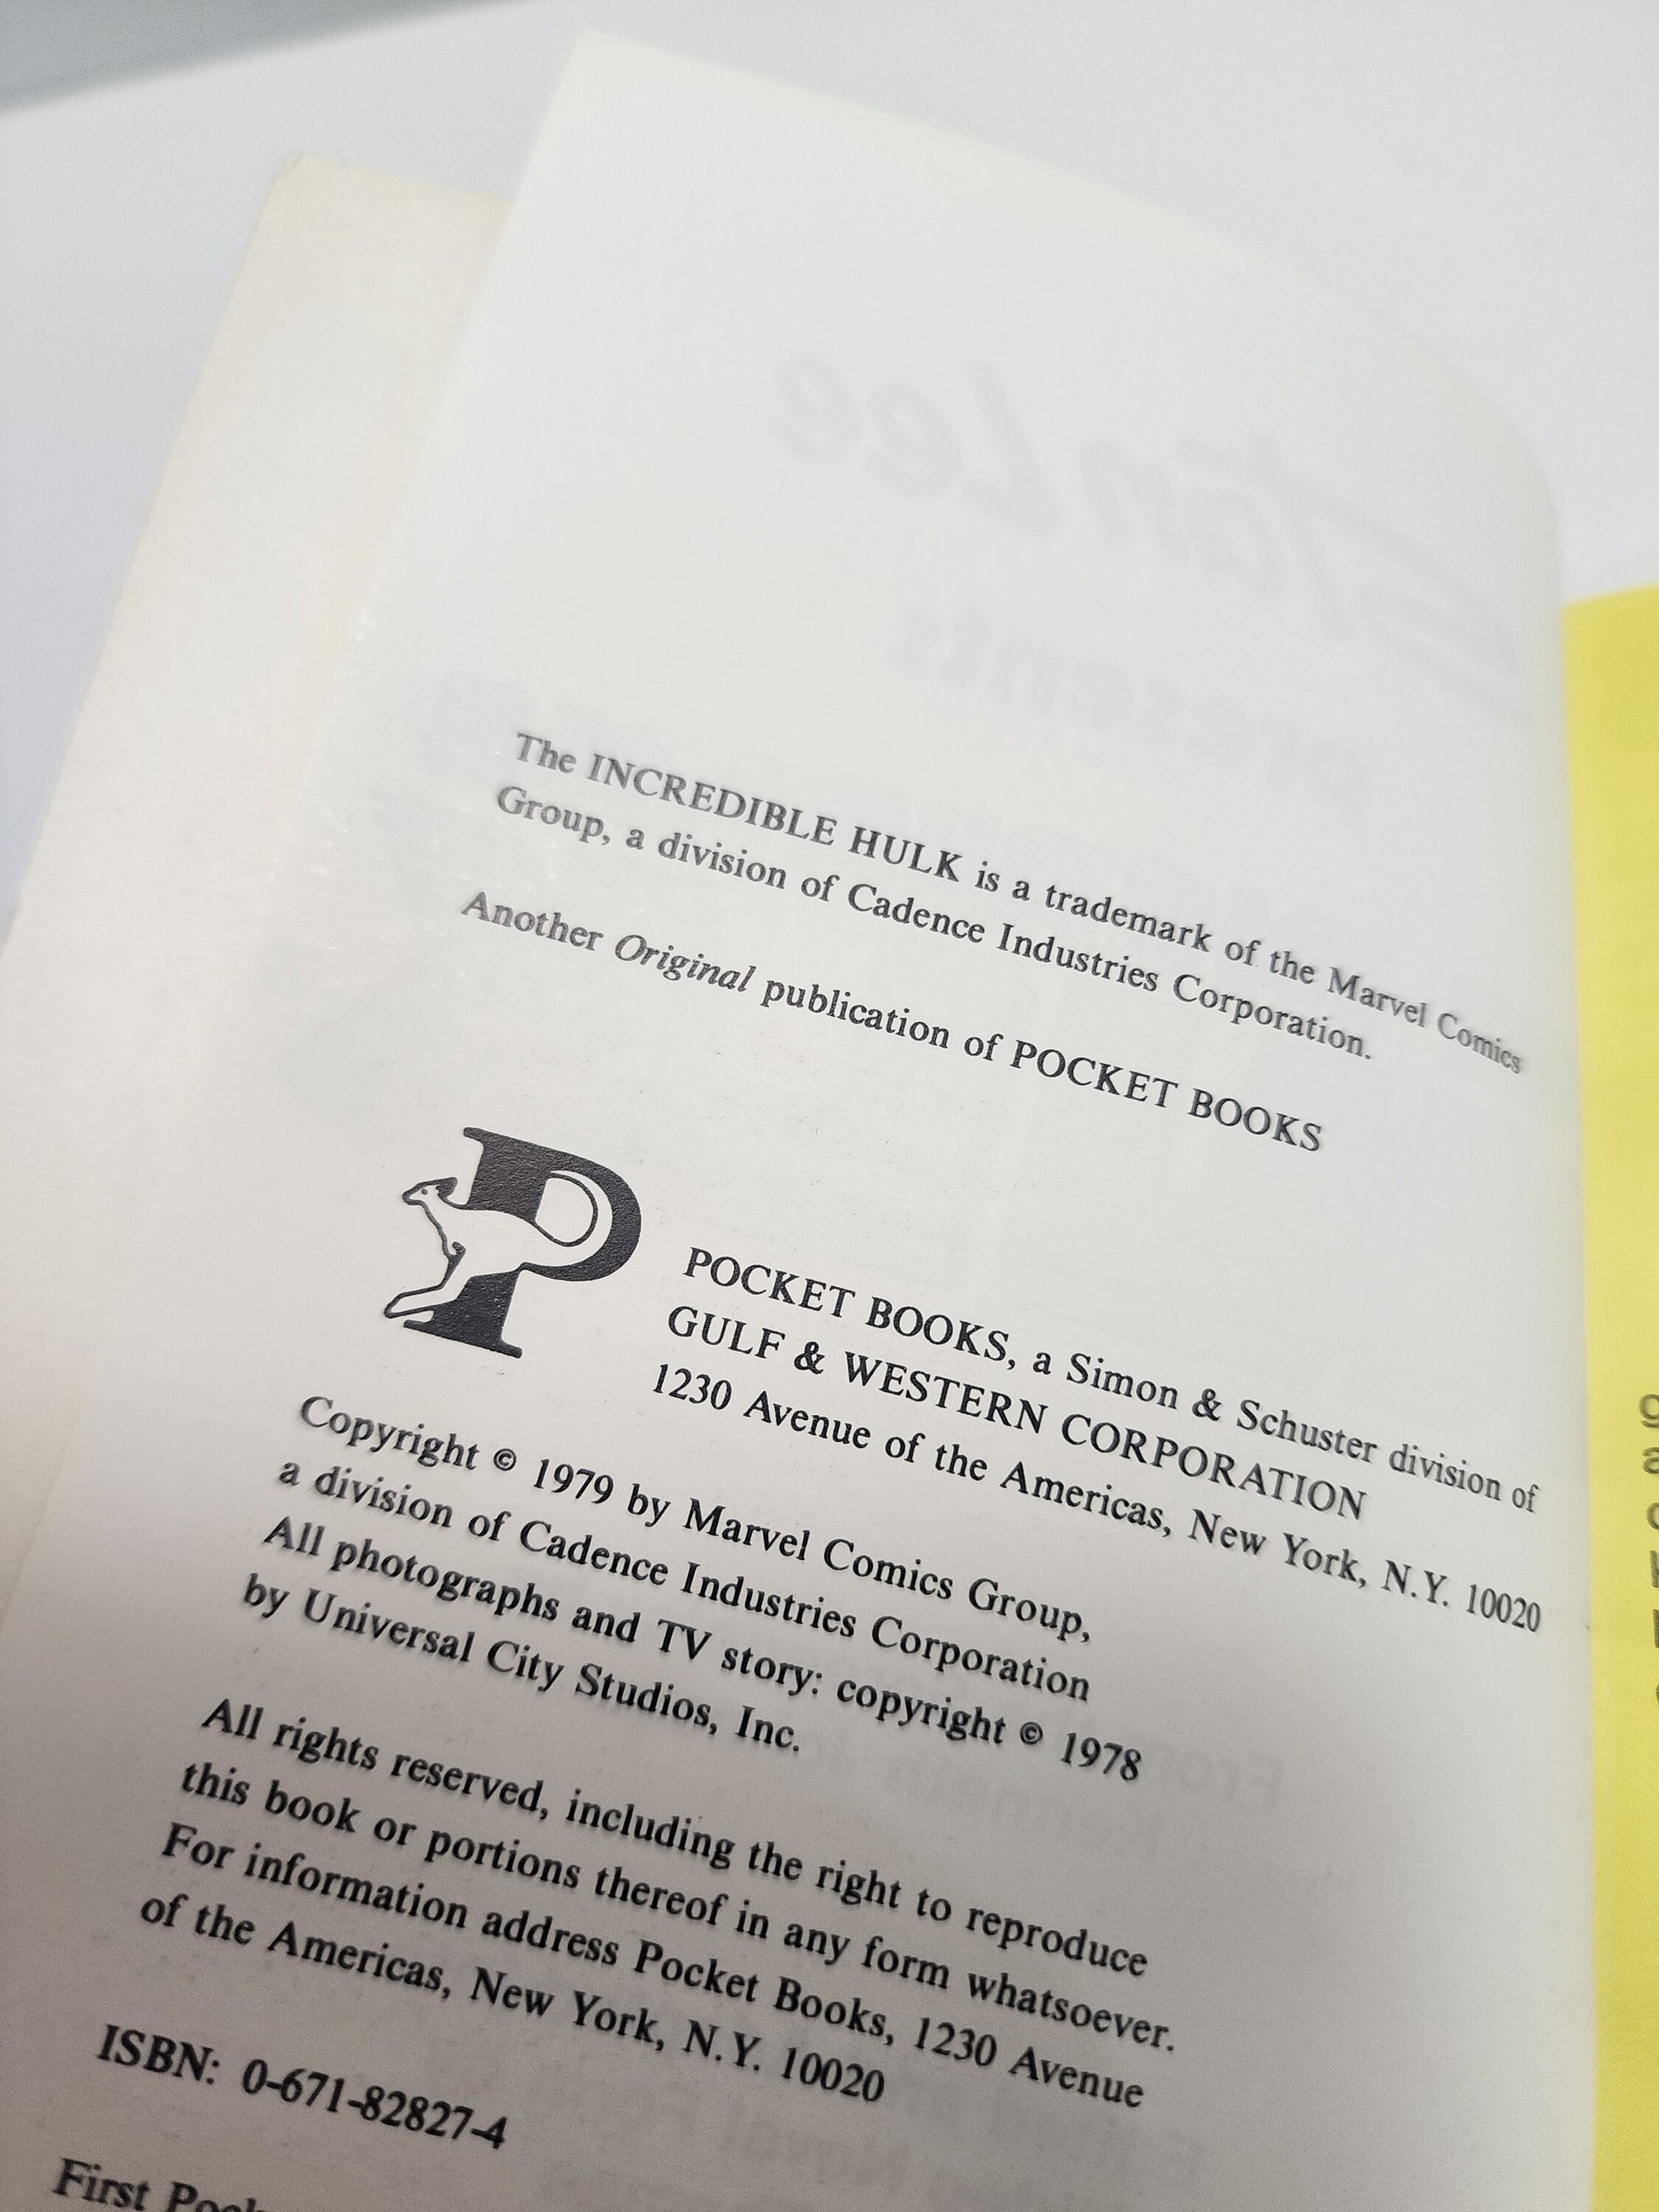 The INCREDIBLE HULK is a trademark of the Marvel Comics
Group, a division of Cadence Industries Corporation.
Another Original publication of POCKET BOOKS
P
POCKET BOOKS, a Simon & Schuster division of
GULF & WESTERN CORPORATION
1230 Avenue of the Americas, New York, N.Y. 10020
Copyright © 1979 by Marvel Comics Group,
a division of Cadence Industries Corporation
All photographs and TV story: copyright © 1978
by Universal City Studios, Inc.
All rights reserved, including the right to reproduce
this book or portions thereof in any form whatsoever.
For information address Pocket Books, 1230 Avenue
of the Americas, New York, N.Y. 10020
ISBN: 0-671-82827-4
First